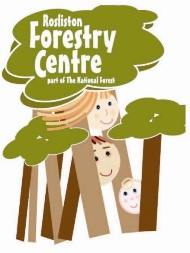 Rosliston
Forestry
Centre
part of The National Forest